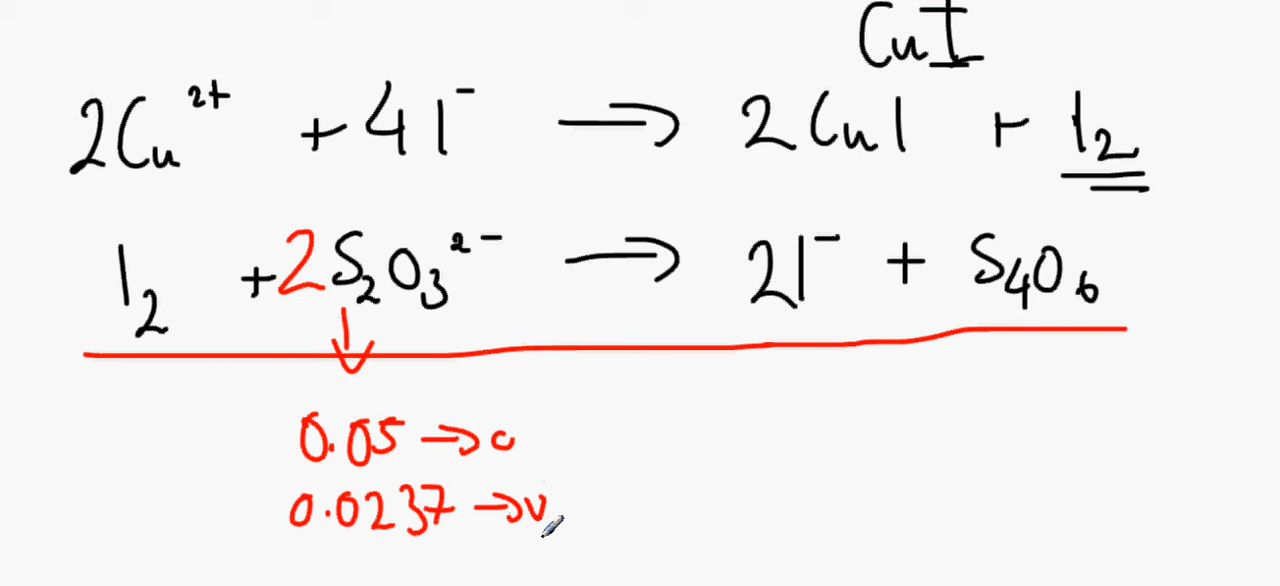 CuI
2Cu²⁺ + 4I⁻ → 2CuI + I₂
I₂ + 2S₂O₃²⁻ → 2I⁻ + S₄O₆
0.05 → c
0.0237 → v